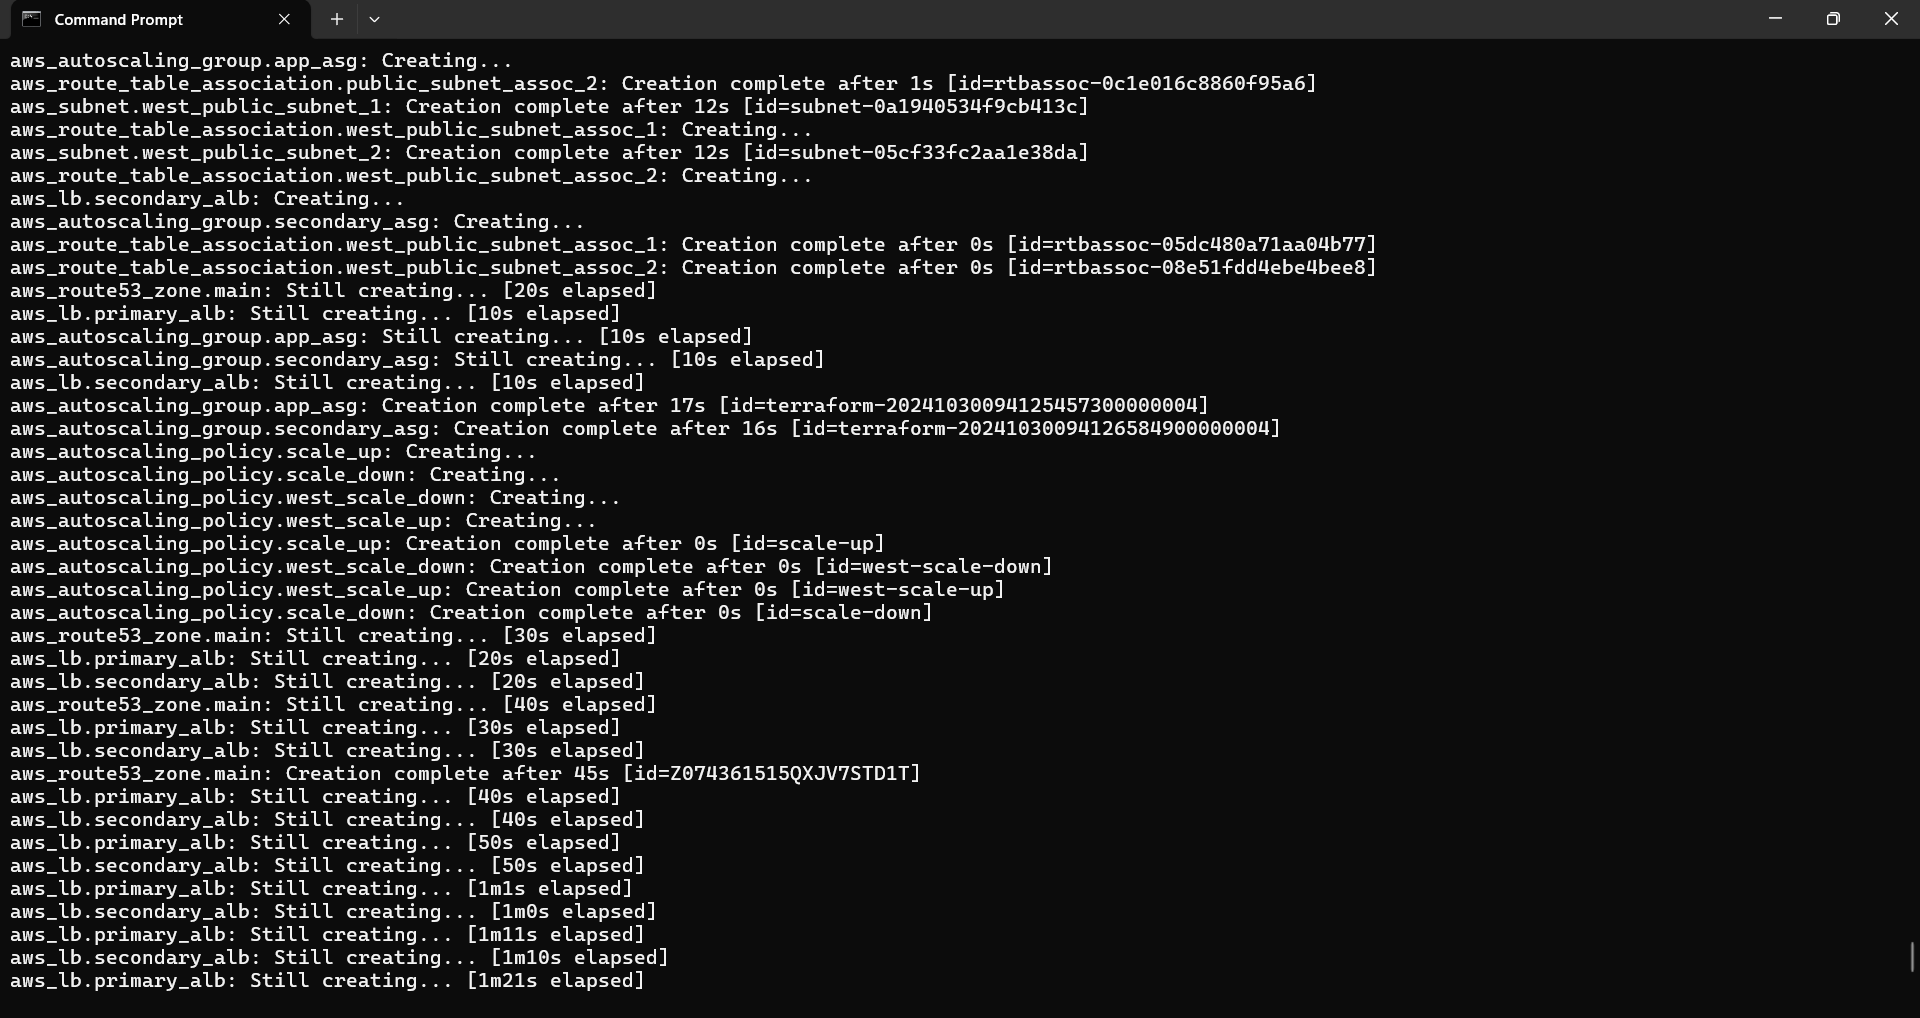 Command Prompt
aws_autoscaling_group.app_asg: Creating...
aws_route_table_association.public_subnet_assoc_2: Creation complete after 1s [id=rtbassoc-0c1e016c8860f95a6]
aws_subnet.west_public_subnet_1: Creation complete after 12s [id=subnet-0a1940534f9cb413c]
aws_route_table_association.west_public_subnet_assoc_1: Creating...
aws_subnet.west_public_subnet_2: Creation complete after 12s [id=subnet-05cf33fc2aa1e38da]
aws_route_table_association.west_public_subnet_assoc_2: Creating...
aws_lb.secondary_alb: Creating...
aws_autoscaling_group.secondary_asg: Creating...
aws_route_table_association.west_public_subnet_assoc_1: Creation complete after 0s [id=rtbassoc-05dc480a71aa04b77]
aws_route_table_association.west_public_subnet_assoc_2: Creation complete after 0s [id=rtbassoc-08e51fdd4ebe4bee8]
aws_route53_zone.main: Still creating... [20s elapsed]
aws_lb.primary_alb: Still creating... [10s elapsed]
aws_autoscaling_group.app_asg: Still creating... [10s elapsed]
aws_autoscaling_group.secondary_asg: Still creating... [10s elapsed]
aws_lb.secondary_alb: Still creating... [10s elapsed]
aws_autoscaling_group.app_asg: Creation complete after 17s [id=terraform-20241030094125457300000004]
aws_autoscaling_group.secondary_asg: Creation complete after 16s [id=terraform-20241030094126584900000004]
aws_autoscaling_policy.scale_up: Creating...
aws_autoscaling_policy.scale_down: Creating...
aws_autoscaling_policy.west_scale_down: Creating...
aws_autoscaling_policy.west_scale_up: Creating...
aws_autoscaling_policy.scale_up: Creation complete after 0s [id=scale-up]
aws_autoscaling_policy.west_scale_down: Creation complete after 0s [id=west-scale-down]
aws_autoscaling_policy.west_scale_up: Creation complete after 0s [id=west-scale-up]
aws_autoscaling_policy.scale_down: Creation complete after 0s [id=scale-down]
aws_route53_zone.main: Still creating... [30s elapsed]
aws_lb.primary_alb: Still creating... [20s elapsed]
aws_lb.secondary_alb: Still creating... [20s elapsed]
aws_route53_zone.main: Still creating... [40s elapsed]
aws_lb.primary_alb: Still creating... [30s elapsed]
aws_lb.secondary_alb: Still creating... [30s elapsed]
aws_route53_zone.main: Creation complete after 45s [id=Z074361515QXJV7STD1T]
aws_lb.primary_alb: Still creating... [40s elapsed]
aws_lb.secondary_alb: Still creating... [40s elapsed]
aws_lb.primary_alb: Still creating... [50s elapsed]
aws_lb.secondary_alb: Still creating... [50s elapsed]
aws_lb.primary_alb: Still creating... [1m1s elapsed]
aws_lb.secondary_alb: Still creating... [1m0s elapsed]
aws_lb.primary_alb: Still creating... [1m11s elapsed]
aws_lb.secondary_alb: Still creating... [1m10s elapsed]
aws_lb.primary_alb: Still creating... [1m21s elapsed]